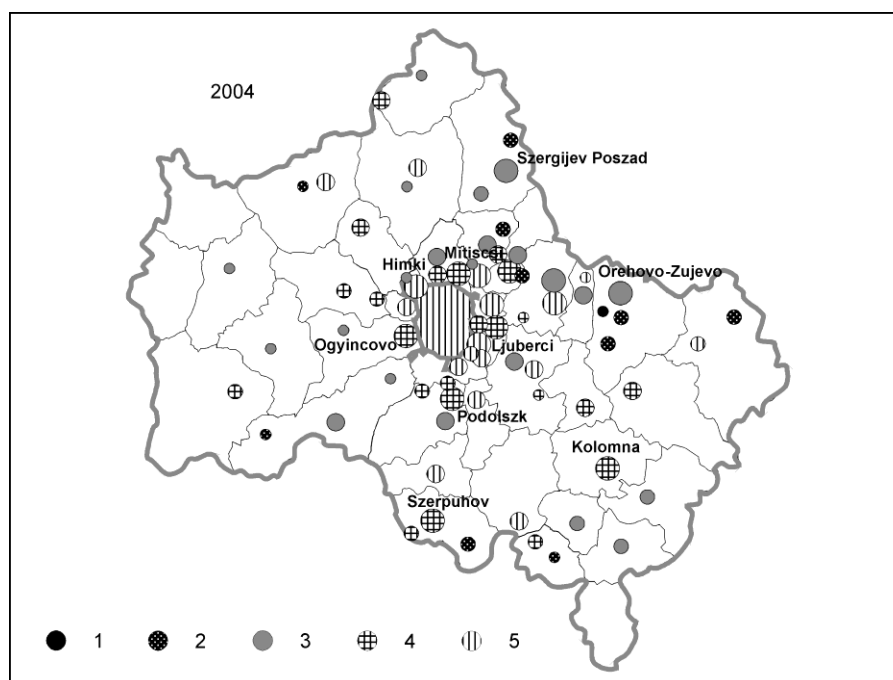 2004
Szergijev Poszad
Mitiscsi
Himki
Orehovo-Zujevo
Ogyincovo
Ljuberci
Podolszk
Kolomna
Szerpuhov
1 2 3 4 5